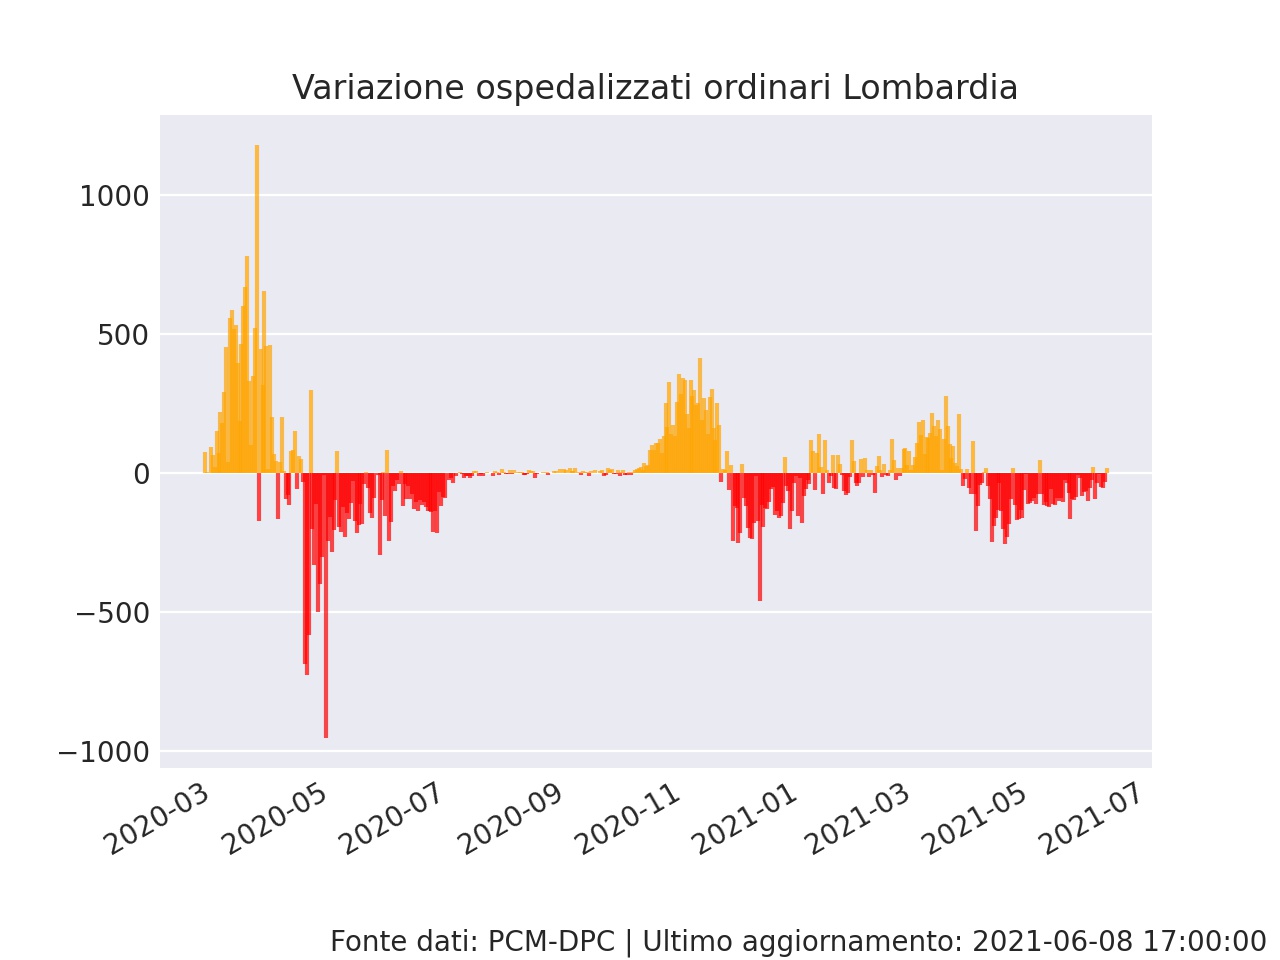 Variazione ospedalizzati ordinari Lombardia
1000
500
0
−500
−1000
2020-03 2020-05 2020-07 2020-09 2020-11 2021-01 2021-03 2021-05 2021-07
Fonte dati: PCM-DPC | Ultimo aggiornamento: 2021-06-08 17:00:00